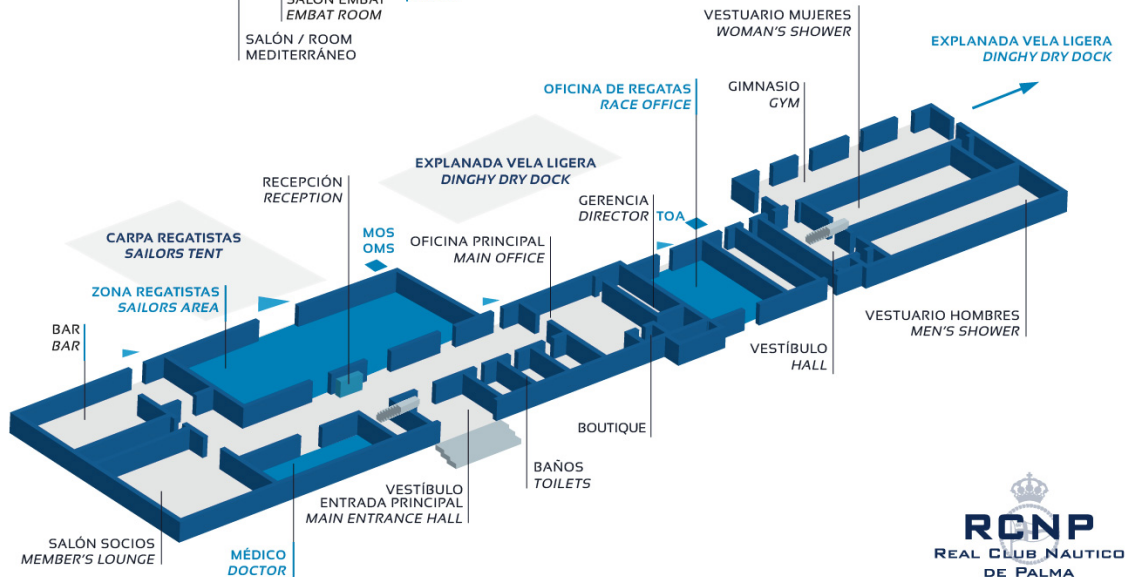 SALÓN EMBAT
EMBAT ROOM
SALÓN / ROOM
MEDITERRÁNEO
VESTUARIO MUJERES
WOMAN'S SHOWER
EXPLANADA VELA LIGERA
DINGHY DRY DOCK
OFICINA DE REGATAS
RACE OFFICE
GIMNASIO
GYM
EXPLANADA VELA LIGERA
DINGHY DRY DOCK
RECEPCIÓN
RECEPTION
GERENCIA
DIRECTOR
TOA
CARPA REGATISTAS
SAILORS TENT
MOS
OMS
OFICINA PRINCIPAL
MAIN OFFICE
ZONA REGATISTAS
SAILORS AREA
BAR
BAR
VESTUARIO HOMBRES
MEN'S SHOWER
VESTÍBULO
HALL
BOUTIQUE
BAÑOS
TOILETS
VESTÍBULO
ENTRADA PRINCIPAL
MAIN ENTRANCE HALL
SALÓN SOCIOS
MEMBER'S LOUNGE
MÉDICO
DOCTOR
RCNP
REAL CLUB NÁUTICO
DE PALMA